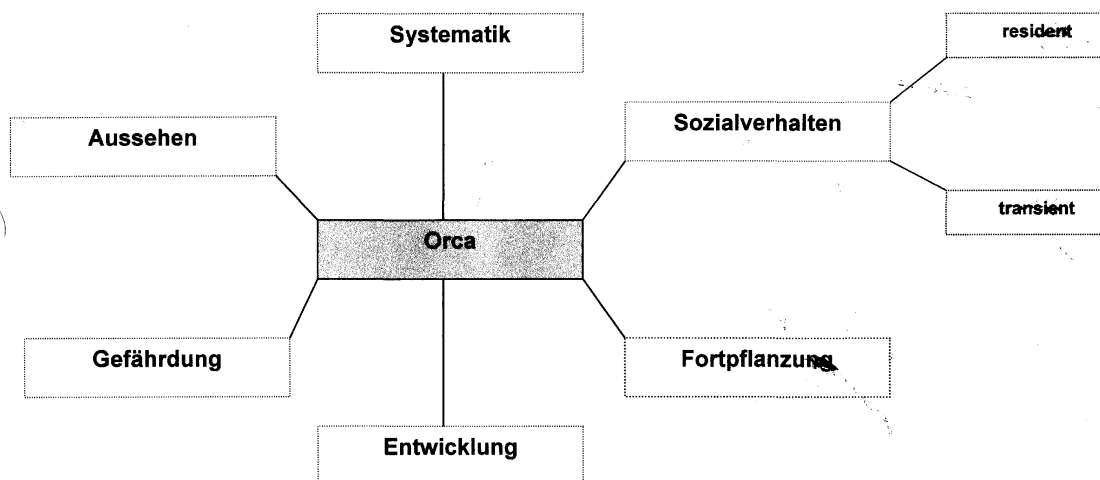 Systematik
resident
Aussehen
Sozialverhalten
transient
Orca
Gefährdung
Fortpflanzung
Entwicklung